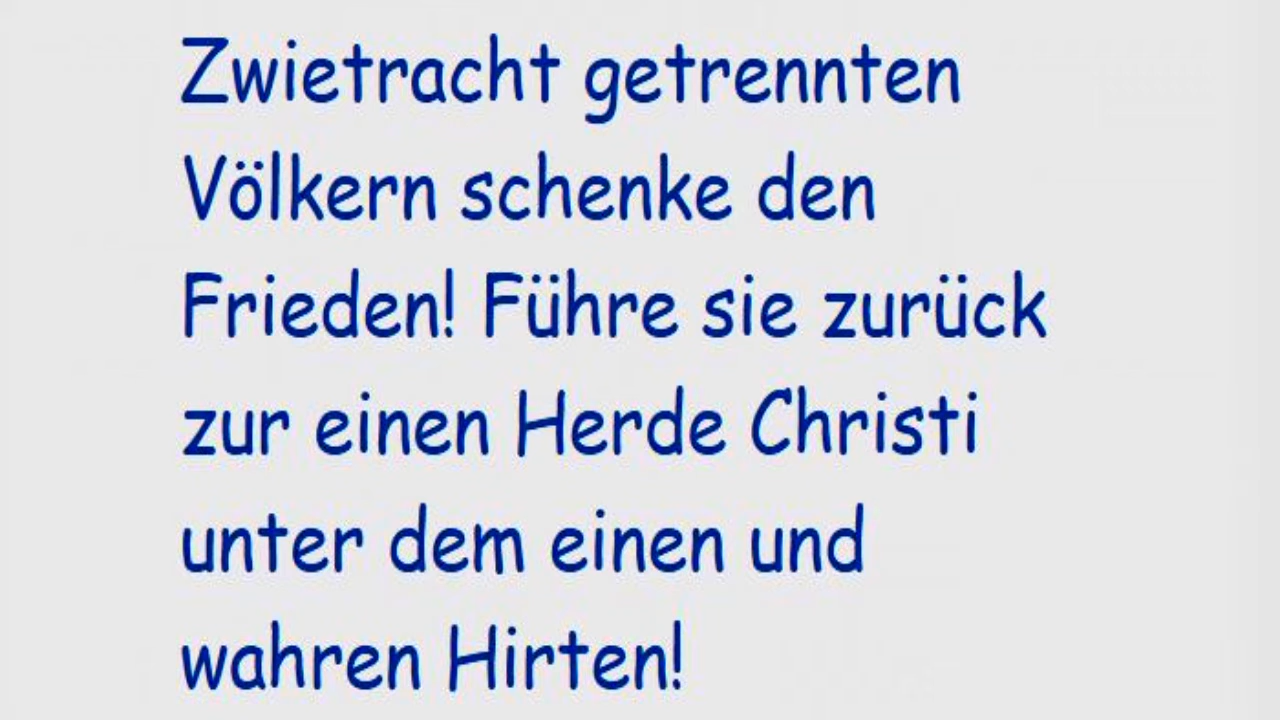 Zwietracht getrennten
Völkern schenke den
Frieden! Führe sie zurück
zur einen Herde Christi
unter dem einen und
wahren Hirten!